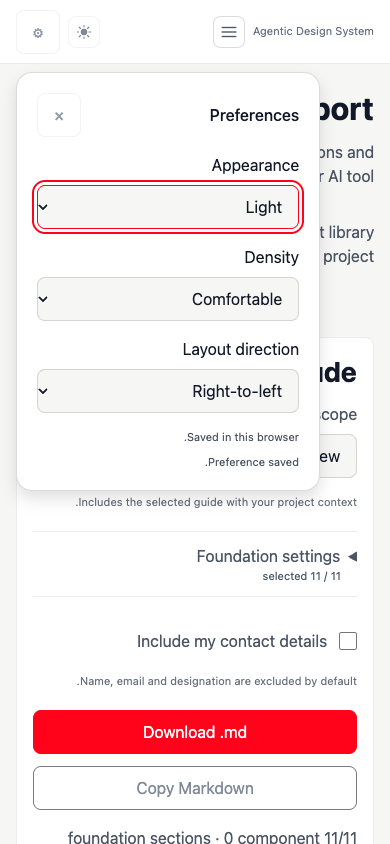 Agentic Design System
port
Preferences
ons and
r AI tool
Appearance
Light
t library
project
Density
Comfortable
Layout direction
Right-to-left
ide
scope
ew
.Saved in this browser
.Preference saved
.Includes the selected guide with your project context
Foundation settings
selected 11 / 11
Include my contact details
.Name, email and designation are excluded by default
Download .md
Copy Markdown
foundation sections · 0 component 11/11